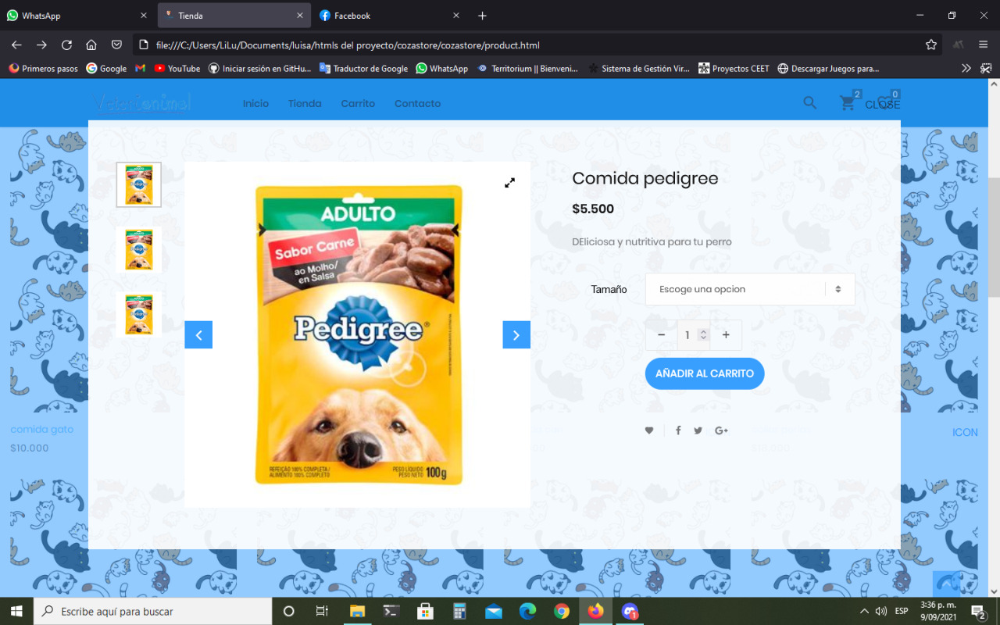 WhatsApp
Tienda
Facebook
file:///C:/Users/LiLu/Documents/luisa/htmls del proyecto/cozastore/cozastore/product.html
Primeros pasos
Google
YouTube
Iniciar sesión en GitHu...
Traductor de Google
WhatsApp
Territorium || Bienveni...
Sistema de Gestión Vir...
Proyectos CEET
Descargar Juegos para...
Inicio
Tienda
Carrito
Contacto
2
0
CLOSE
ADULTO
Sabor Carne
ao Molho/
en Salsa
Pedigree®
REFEIÇÃO 100% COMPLETA/
ALIMENTO 100% COMPLETO
PESO LÍQUIDO/
PESO NETO
100g
Comida pedigree
$5.500
DEliciosa y nutritiva para tu perro
Tamaño
Escoge una opcion
− 1 +
AÑADIR AL CARRITO
comida gato
$10.000
ICON
Escribe aquí para buscar
1
ESP
3:36 p. m.
9/09/2021
2